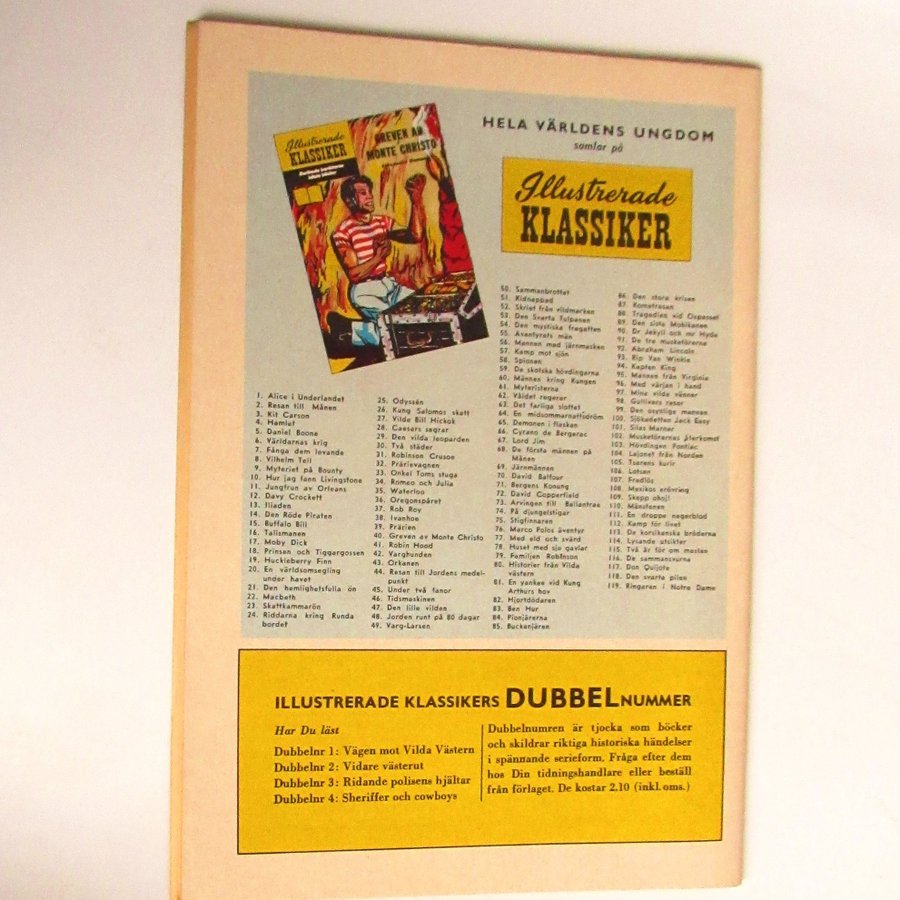 Illustrerade
KLASSIKER
GREVEN AV
MONTE CHRISTO
HELA VÄRLDENS UNGDOM
samlar på
Illustrerade
KLASSIKER
1. Alice i Underlandet
2. Resan till Månen
3. Kit Carson
4. Hamlet
5. Daniel Boone
6. Världarnas krig
7. Fånga dem levande
8. Vilhelm Tell
9. Myteriet på Bounty
10. Hur jag fann Livingstone
11. Jungfrun av Orleans
12. Davy Crockett
13. Iliaden
14. Den Röde Piraten
15. Buffalo Bill
16. Talismanen
17. Moby Dick
18. Prinsen och Tiggargossen
19. Huckleberry Finn
20. En världsomsegling
under havet
21. Den hemlighetsfulla ön
22. Macbeth
23. Skattkammarön
24. Riddarna kring Runda
bordet
25. Odyssén
26. Kung Salomos skatt
27. Vilde Bill Hickok
28. Caesars segrar
29. Den vilda leoparden
30. Två städer
31. Robinson Crusoe
32. Prärievagnen
33. Onkel Toms stuga
34. Romeo och Julia
35. Waterloo
36. Oregonspåret
37. Rob Roy
38. Ivanhoe
39. Prärien
40. Greven av Monte Christo
41. Robin Hood
42. Varghunden
43. Orkanen
44. Resan till Jordens medel-
punkt
45. Under två fanor
46. Tidsmaskinen
47. Den lille vilden
48. Jorden runt på 80 dagar
49. Varg-Larsen
50. Sammanbrottet
51. Kidnappad
52. Skriet från vildmarken
53. Den Svarta Tulpanen
54. Den mystiska fregatten
55. Äventyrets män
56. Mannen med järnmasken
57. Kamp mot sjön
58. Spionen
59. De skotska hövdingarna
60. Männen kring Kungen
61. Myteristerna
62. Våldet regerar
63. Det farliga slottet
64. En midsommarnattsdröm
65. Demonen i flaskan
66. Cyrano de Bergerac
67. Lord Jim
68. De första männen på
Månen
69. Järnmännen
70. David Balfour
71. Bergens Konung
72. David Copperfield
73. Arvingen till Ballantrae
74. På djungelstigar
75. Stigfinnaren
76. Marco Polos äventyr
77. Med eld och svärd
78. Huset med sju gavlar
79. Familjen Robinson
80. Historier från Vilda
västern
81. En yankee vid Kung
Arthurs hov
82. Hjortdödaren
83. Ben Hur
84. Pionjärerna
85. Buckanjären
86. Den stora krisen
87. Kometresan
88. Tragedien vid Oxpasset
89. Den siste Mohikanen
90. Dr Jekyll och mr Hyde
91. De tre musketörerna
92. Abraham Lincoln
93. Rip Van Winkle
94. Kapten King
95. Mannen från Virginia
96. Med värjan i hand
97. Mina vilda vänner
98. Gullivers resor
99. Den osynlige mannen
100. Sjökadetten Jack Easy
101. Silas Marner
102. Musketörernas återkomst
103. Hövdingen Pontiac
104. Lejonet från Norden
105. Tsarens kurir
106. Lotsen
107. Fredlös
108. Mexikos erövring
109. Skepp ohoj!
110. Månstenen
111. En droppe negerblod
112. Kamp för livet
113. De korsikanska bröderna
114. Lysande utsikter
115. Två år för om masten
116. De sammansvurna
117. Don Quijote
118. Den svarta pilen
119. Ringaren i Notre Dame
ILLUSTRERADE KLASSIKERS DUBBELNUMMER
Har Du läst
Dubbelnr 1: Vägen mot Vilda Västern
Dubbelnr 2: Vidare västerut
Dubbelnr 3: Ridande polisens hjältar
Dubbelnr 4: Sheriffer och cowboys
Dubbelnumren är tjocka som böcker
och skildrar riktiga historiska händelser
i spännande serieform. Fråga efter dem
hos Din tidningshandlare eller beställ
från förlaget. De kostar 2.10 (inkl. oms.)